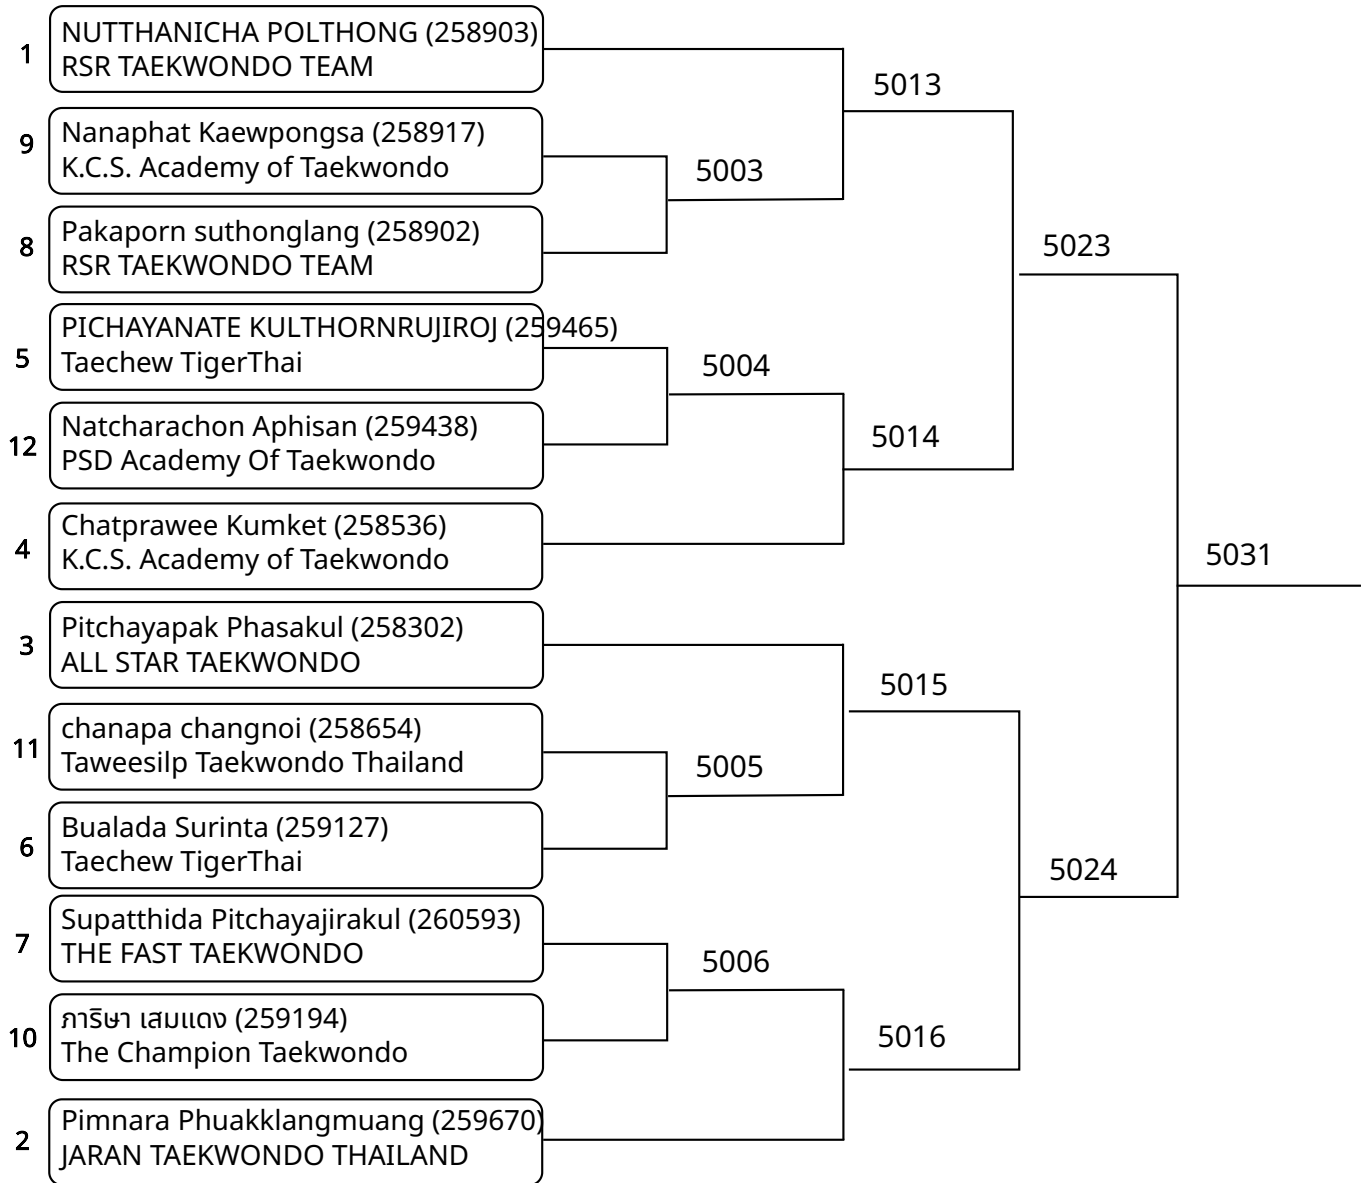 1
NUTTHANICHA POLTHONG (258903)
RSR TAEKWONDO TEAM
9
Nanaphat Kaewpongsa (258917)
K.C.S. Academy of Taekwondo
8
Pakaporn suthonglang (258902)
RSR TAEKWONDO TEAM
5
PICHAYANATE KULTHORNRUJIROJ (259465)
Taechew TigerThai
12
Natcharachon Aphisan (259438)
PSD Academy Of Taekwondo
4
Chatprawee Kumket (258536)
K.C.S. Academy of Taekwondo
3
Pitchayapak Phasakul (258302)
ALL STAR TAEKWONDO
11
chanapa changnoi (258654)
Taweesilp Taekwondo Thailand
6
Bualada Surinta (259127)
Taechew TigerThai
7
Supatthida Pitchayajirakul (260593)
THE FAST TAEKWONDO
10
ภาริษา เสมแดง (259194)
The Champion Taekwondo
2
Pimnara Phuakklangmuang (259670)
JARAN TAEKWONDO THAILAND
5003
5004
5005
5006
5013
5014
5015
5016
5023
5024
5031